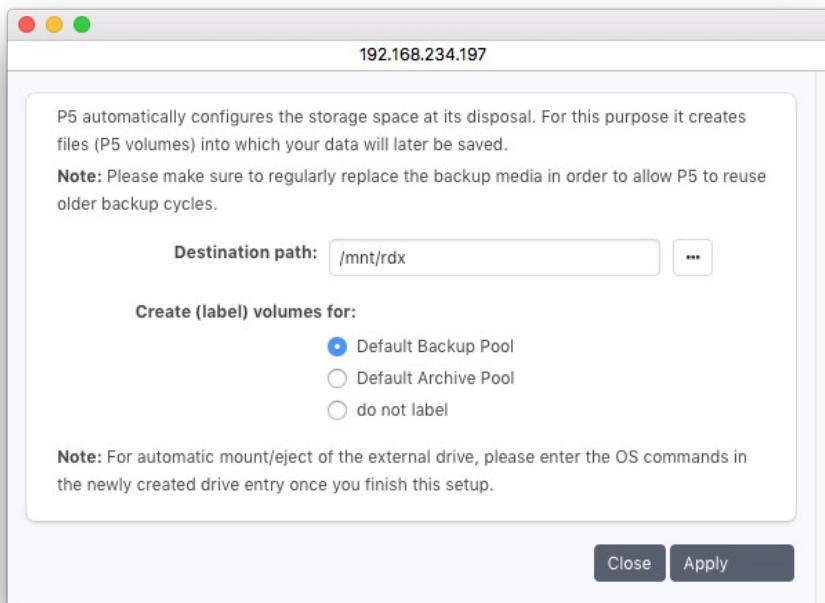 192.168.234.197
P5 automatically configures the storage space at its disposal. For this purpose it creates
files (P5 volumes) into which your data will later be saved.
Note: Please make sure to regularly replace the backup media in order to allow P5 to reuse
older backup cycles.
Destination path: /mnt/rdx ...
Create (label) volumes for:
Default Backup Pool
Default Archive Pool
do not label
Note: For automatic mount/eject of the external drive, please enter the OS commands in
the newly created drive entry once you finish this setup.
Close Apply